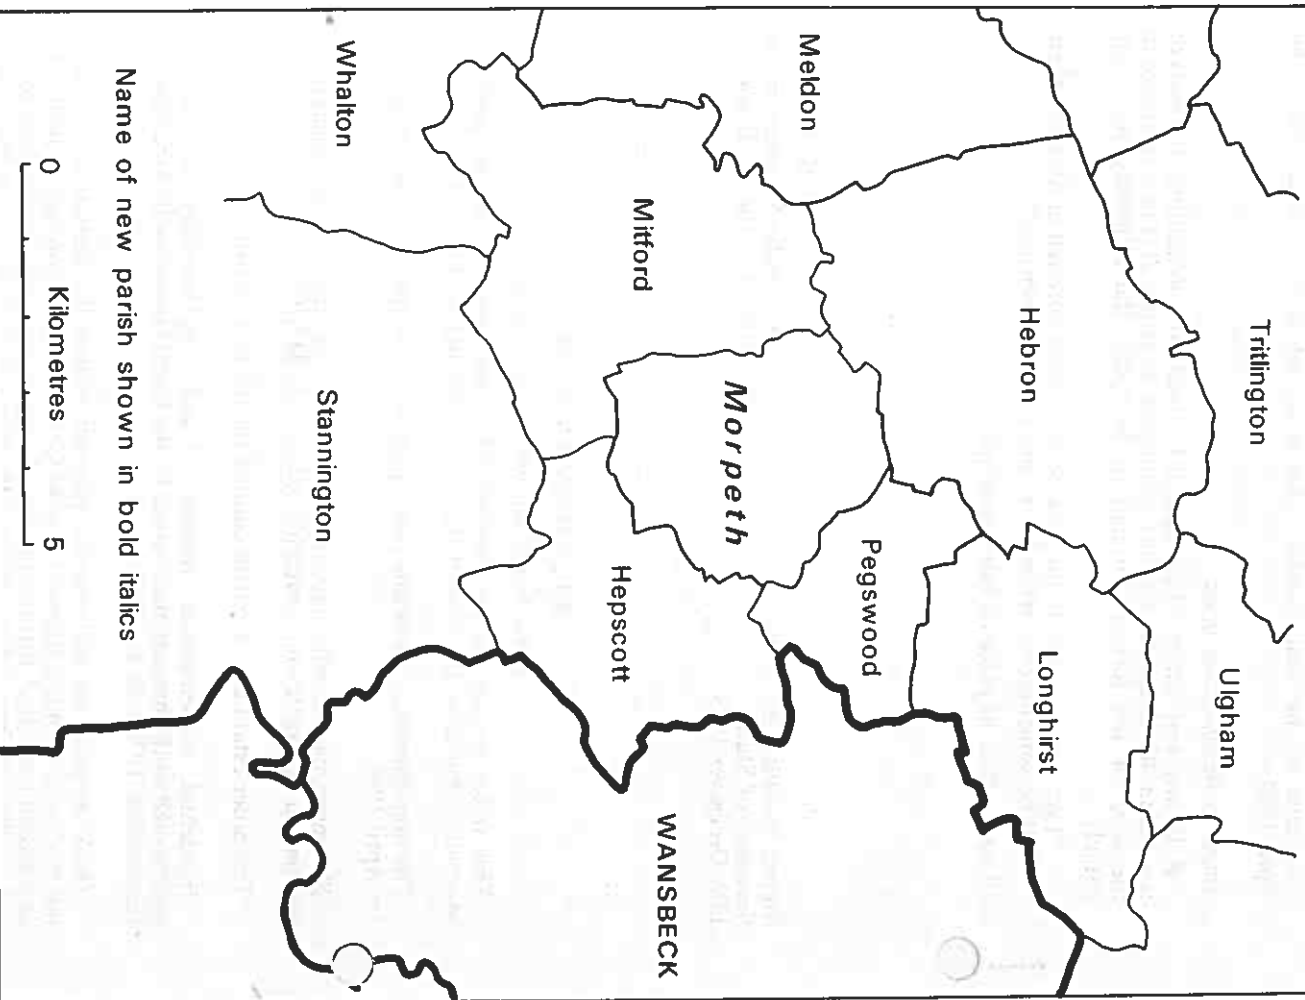 Tritlington
Ulgham
Hebron
Longhirst
Meldon
Pegswood
Morpeth
WANSBECK
Mitford
Hepscott
Whalton
Stannington
Name of new parish shown in bold italics
0 5
Kilometres